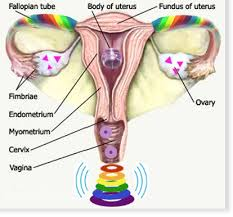 Fallopian tube
Body of uterus
Fundus of uterus
Fimbriae
Ovary
Endometrium
Myometrium
Cervix
Vagina